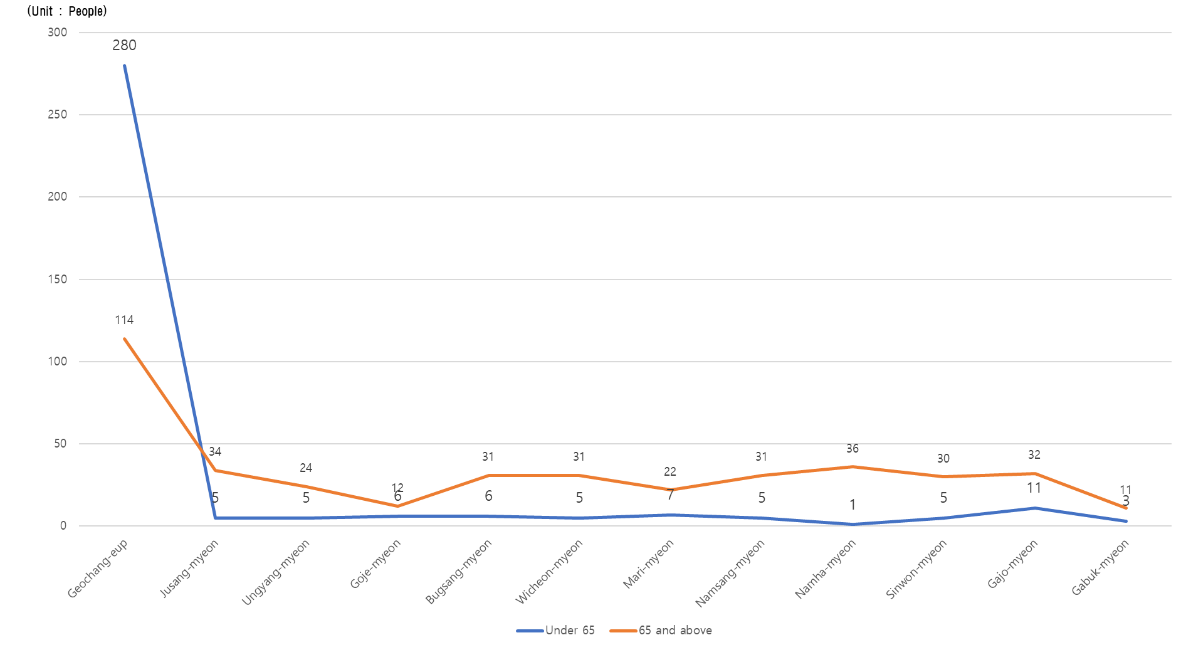 (Unit : People)
300
280
250
200
150
114
100
50
34
24
12
31
31
22
31
36
30
32
11
5
5
6
6
5
7
5
1
5
11
3
0
Geochang-eup
Jusang-myeon
Ungyang-myeon
Goje-myeon
Bugsang-myeon
Wicheon-myeon
Mari-myeon
Namsang-myeon
Namha-myeon
Sinwon-myeon
Gajo-myeon
Gabuk-myeon
Under 65
65 and above